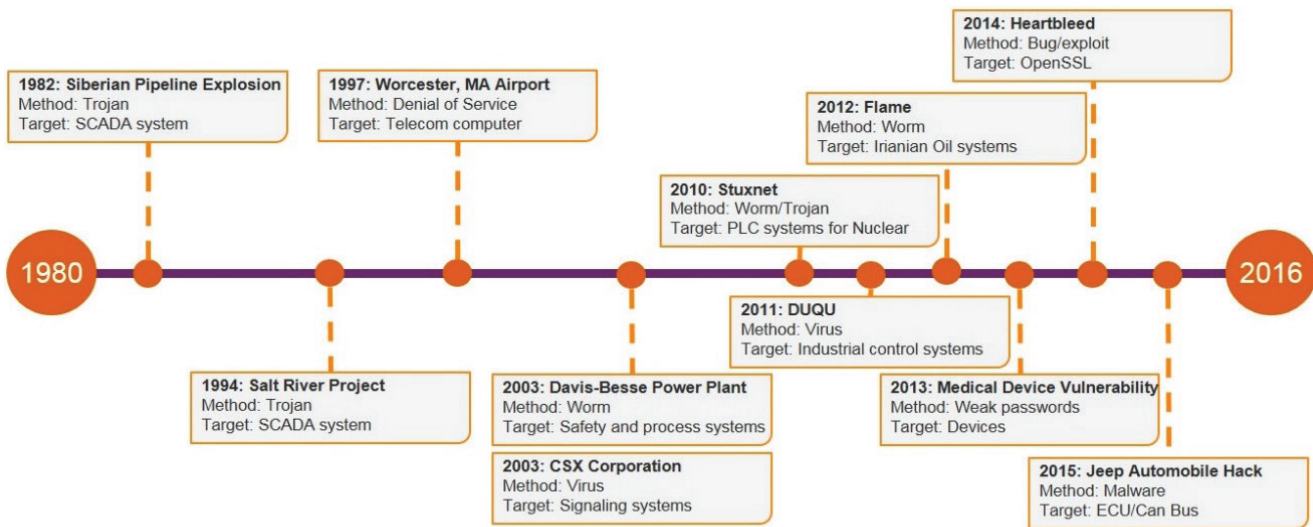 2014: Heartbleed
Method: Bug/exploit
Target: OpenSSL
1982: Siberian Pipeline Explosion
Method: Trojan
Target: SCADA system
1997: Worcester, MA Airport
Method: Denial of Service
Target: Telecom computer
2012: Flame
Method: Worm
Target: Irianian Oil systems
2010: Stuxnet
Method: Worm/Trojan
Target: PLC systems for Nuclear
1980
2016
2011: DUQU
Method: Virus
Target: Industrial control systems
1994: Salt River Project
Method: Trojan
Target: SCADA system
2003: Davis-Besse Power Plant
Method: Worm
Target: Safety and process systems
2013: Medical Device Vulnerability
Method: Weak passwords
Target: Devices
2003: CSX Corporation
Method: Virus
Target: Signaling systems
2015: Jeep Automobile Hack
Method: Malware
Target: ECU/Can Bus